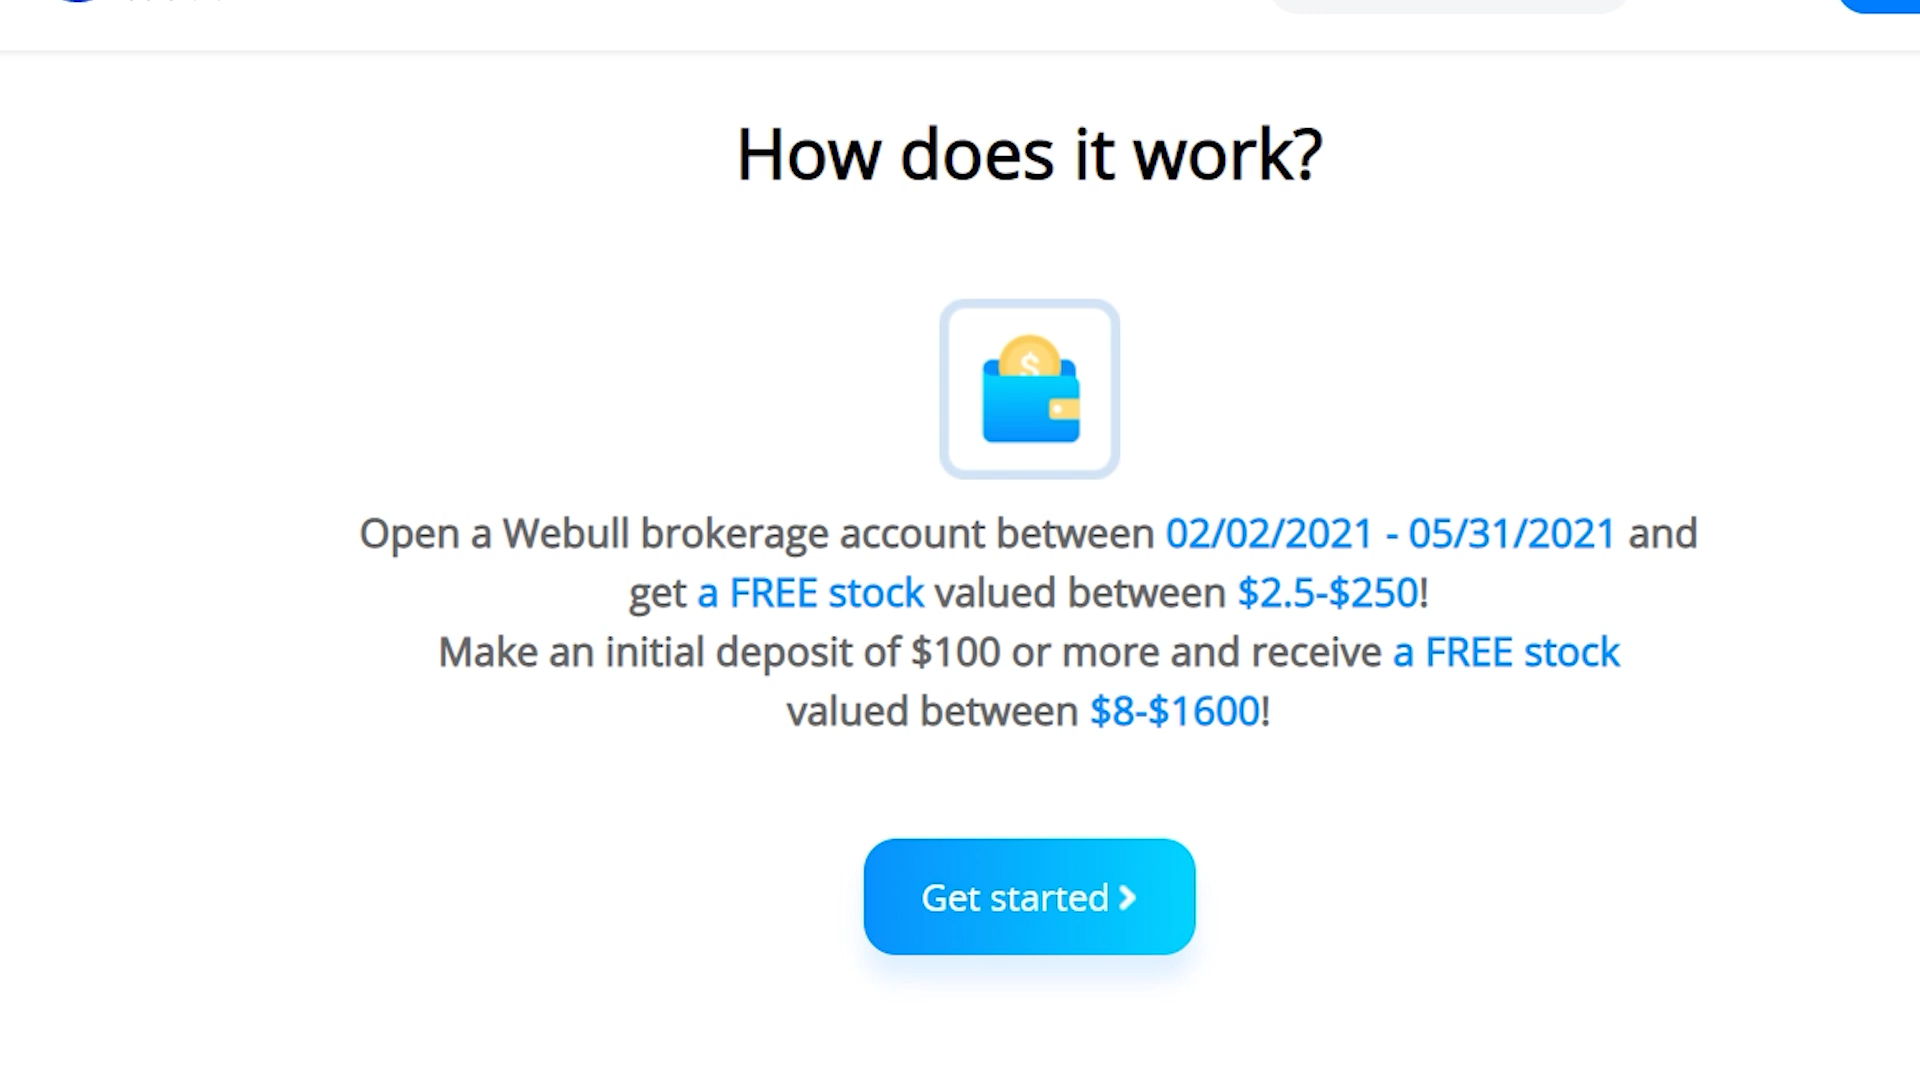 How does it work?
$
Open a Webull brokerage account between 02/02/2021 - 05/31/2021 and
get a FREE stock valued between $2.5-$250!
Make an initial deposit of $100 or more and receive a FREE stock
valued between $8-$1600!
Get started